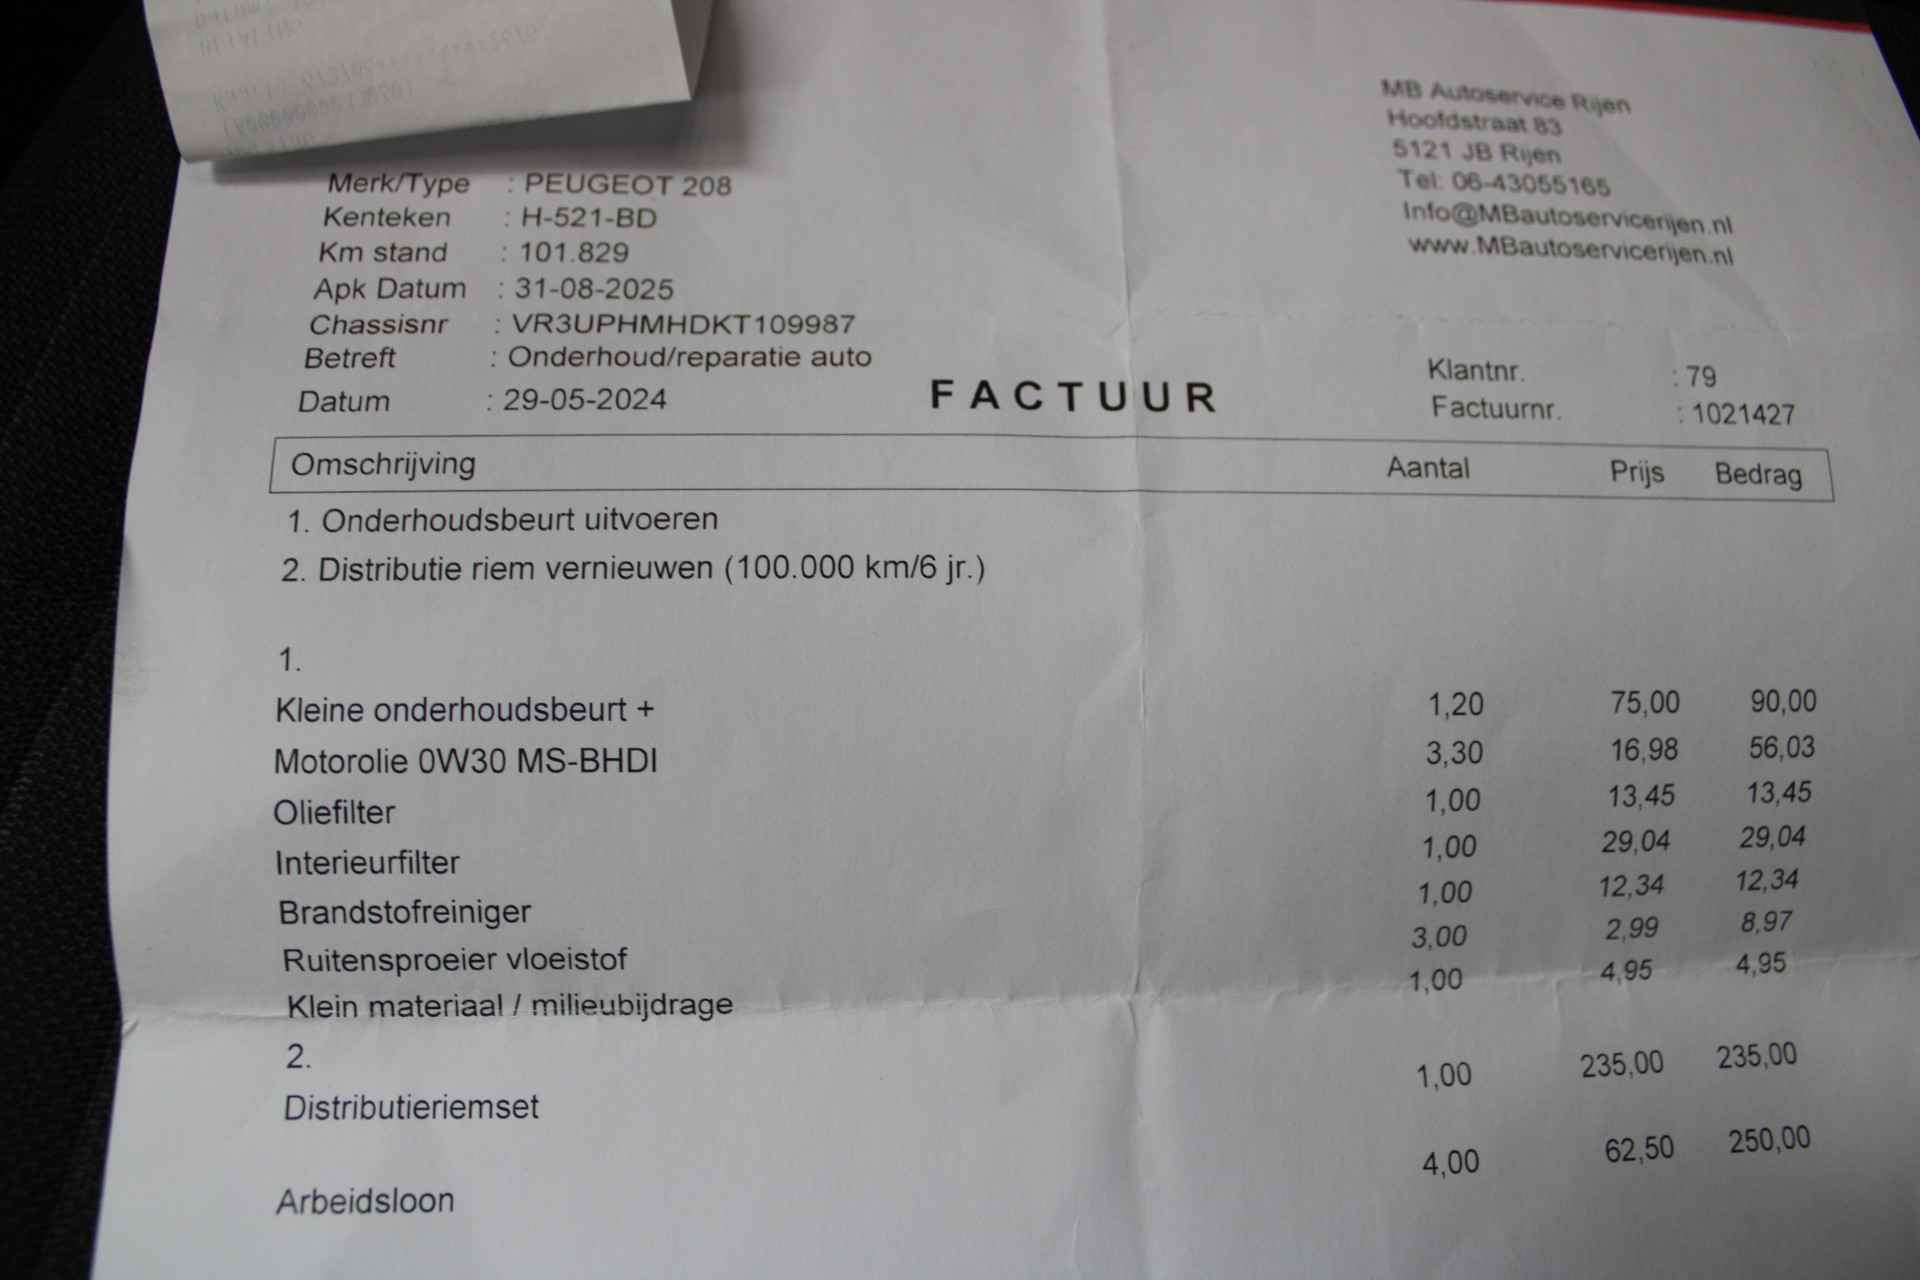 MB Autoservice Rijen
Hoofdstraat 83
5121 JB Rijen
Tel: 06-43055165
Info@MBautoservicerijen.nl
www.MBautoservicerijen.nl
Merk/Type : PEUGEOT 208
Kenteken : H-521-BD
Km stand : 101.829
Apk Datum : 31-08-2025
Chassisnr : VR3UPHMHDKT109987
Betreft : Onderhoud/reparatie auto
Datum : 29-05-2024
FACTUUR
Klantnr. : 79
Factuurnr. : 1021427
Omschrijving Aantal Prijs Bedrag
1. Onderhoudsbeurt uitvoeren
2. Distributie riem vernieuwen (100.000 km/6 jr.)
1.
Kleine onderhoudsbeurt + 1,20 75,00 90,00
Motorolie 0W30 MS-BHDI 3,30 16,98 56,03
Oliefilter 1,00 13,45 13,45
Interieurfilter 1,00 29,04 29,04
Brandstofreiniger 1,00 12,34 12,34
Ruitensproeier vloeistof 3,00 2,99 8,97
Klein materiaal / milieubijdrage 1,00 4,95 4,95
2.
Distributieriemset 1,00 235,00 235,00
Arbeidsloon 4,00 62,50 250,00